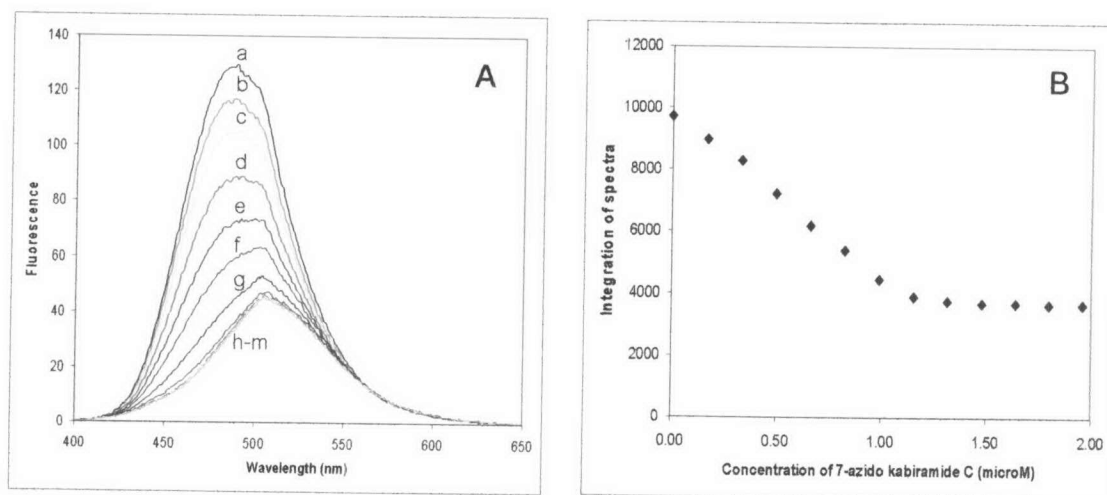 A
140
120
100
80
60
40
20
0
Fluorescence
a
b
c
d
e
f
g
h-m
400
450
500
550
600
650
Wavelength (nm)
B
12000
10000
8000
6000
4000
2000
0
Integration of spectra
0.00
0.50
1.00
1.50
2.00
Concentration of 7-azido kabiramide C (microM)